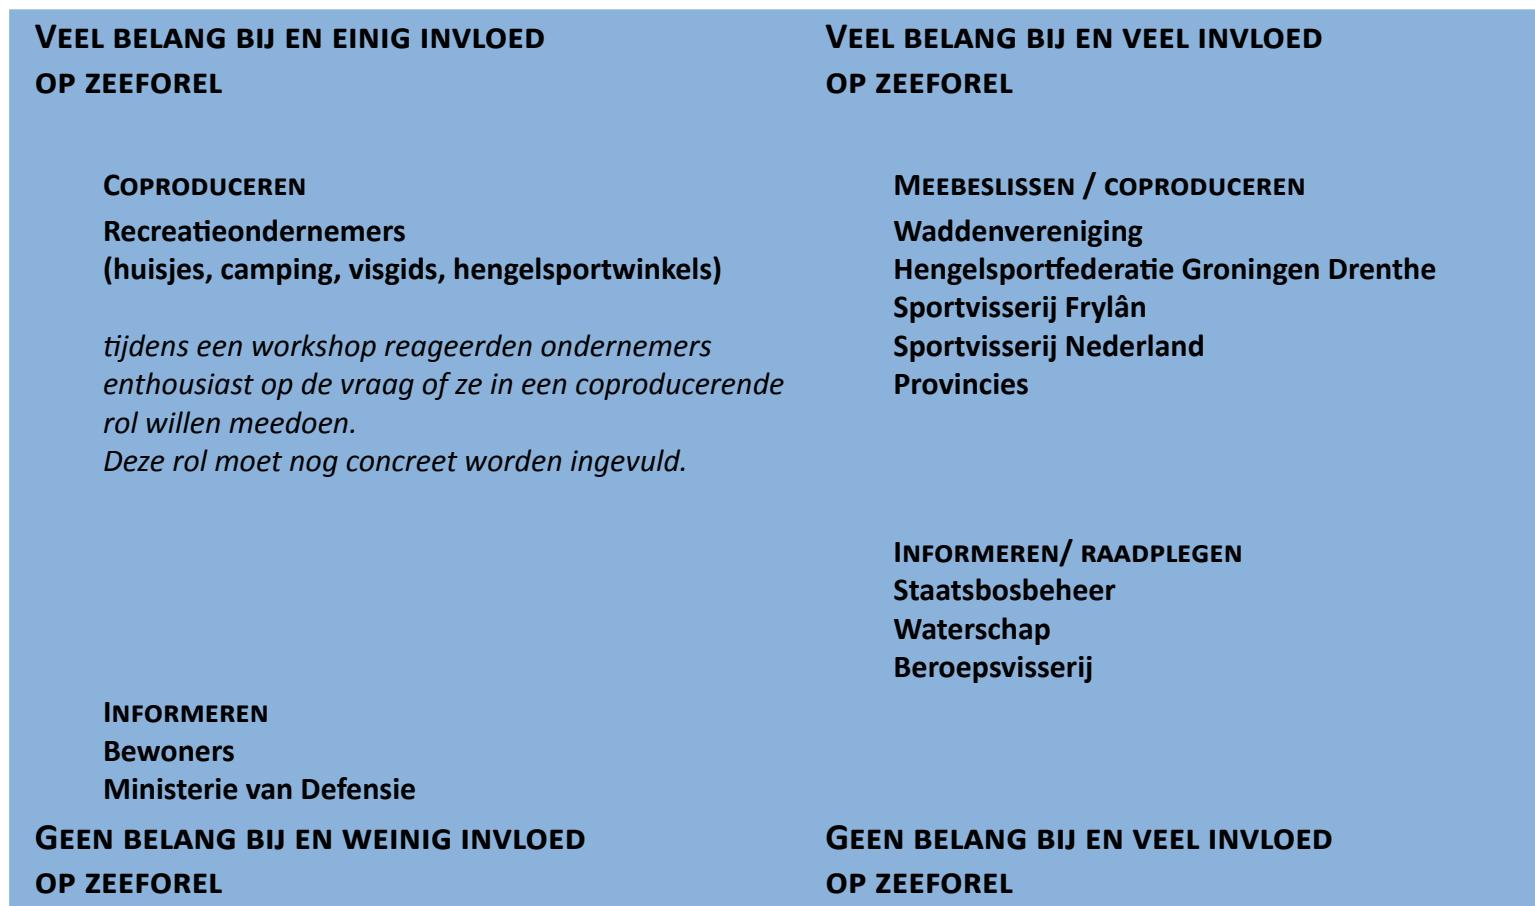 Veel belang bij en einig invloed
op zeeforel
Coproduceren
Recreatieondernemers
(huisjes, camping, visgids, hengelsportwinkels)
tijdens een workshop reageerden ondernemers
enthousiast op de vraag of ze in een coproducerende
rol willen meedoen.
Deze rol moet nog concreet worden ingevuld.
Informeren
Bewoners
Ministerie van Defensie
Geen belang bij en weinig invloed
op zeeforel
Veel belang bij en veel invloed
op zeeforel
Meebeslissen / coproduceren
Waddenvereniging
Hengelsportfederatie Groningen Drenthe
Sportvisserij Frylân
Sportvisserij Nederland
Provincies
Informeren/ raadplegen
Staatsbosbeheer
Waterschap
Beroepsvisserij
Geen belang bij en veel invloed
op zeeforel